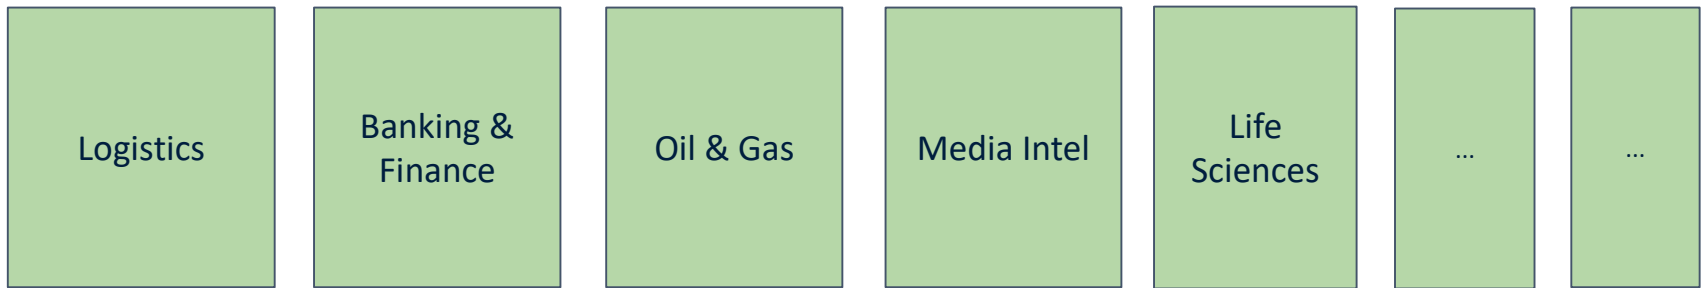 Logistics
Banking &
Finance
Oil & Gas
Media Intel
Life
Sciences
...
...